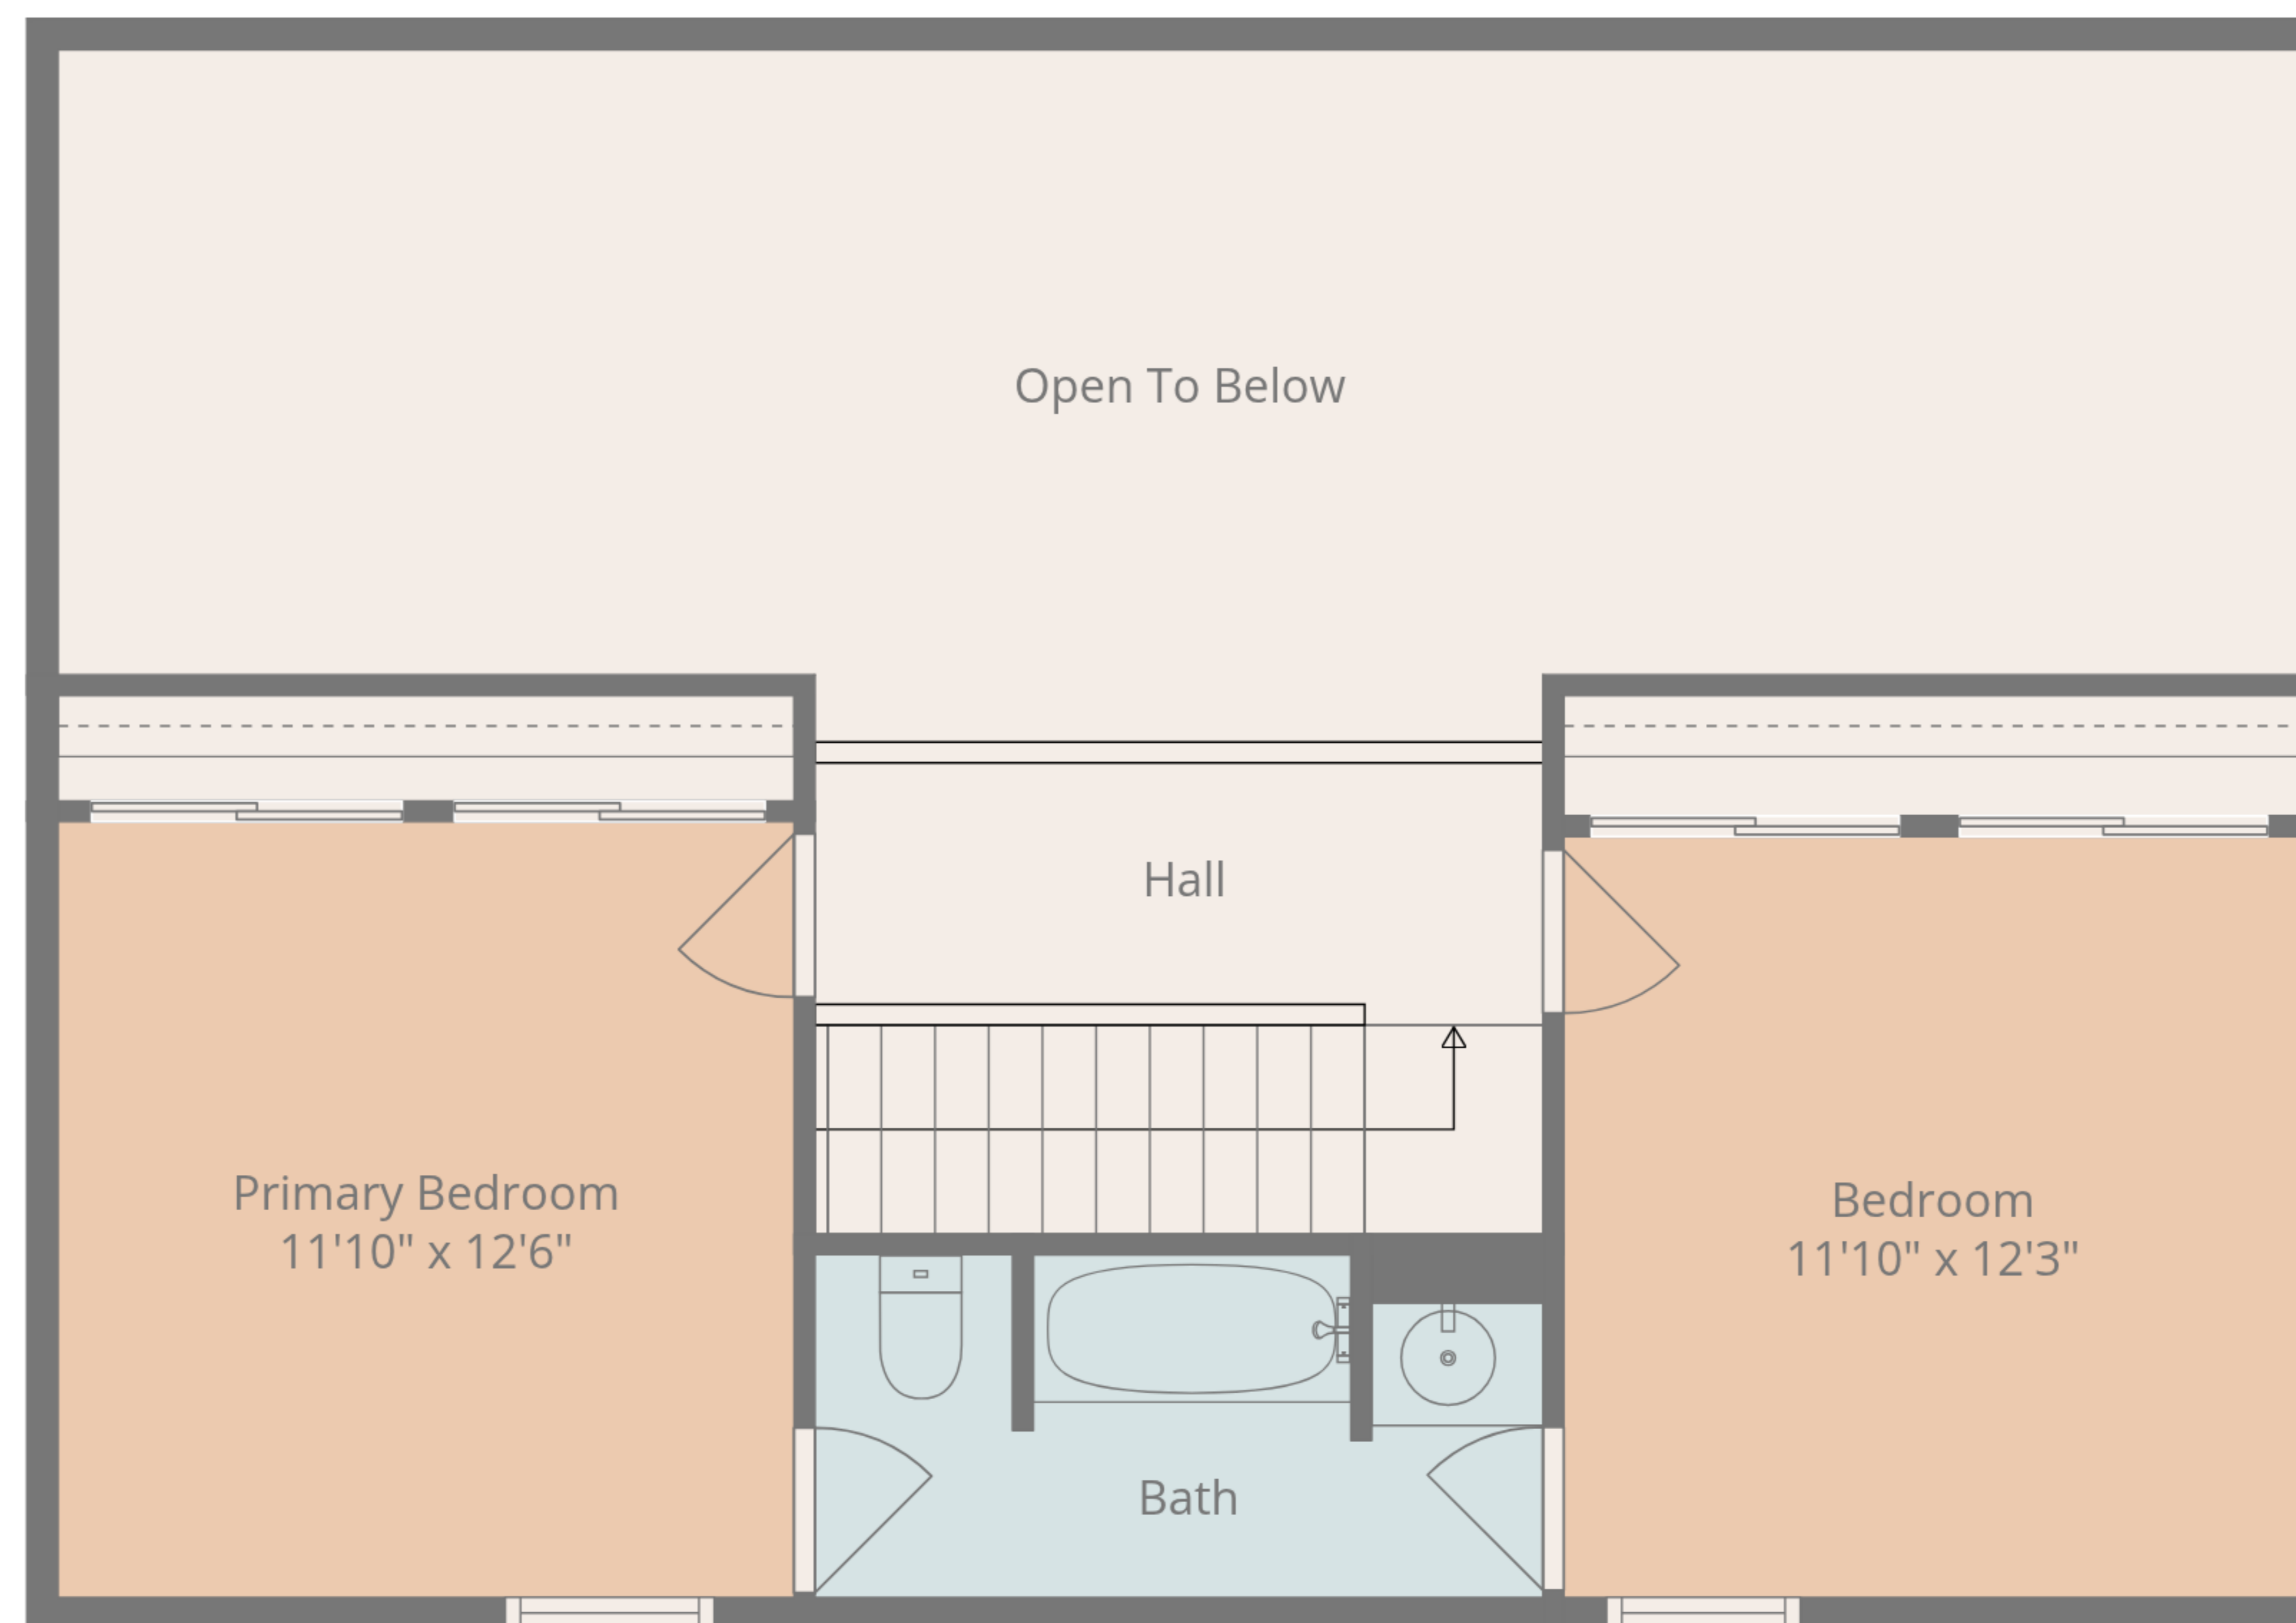 Open To Below
Hall
Primary Bedroom
11'10" x 12'6"
Bedroom
11'10" x 12'3"
Bath